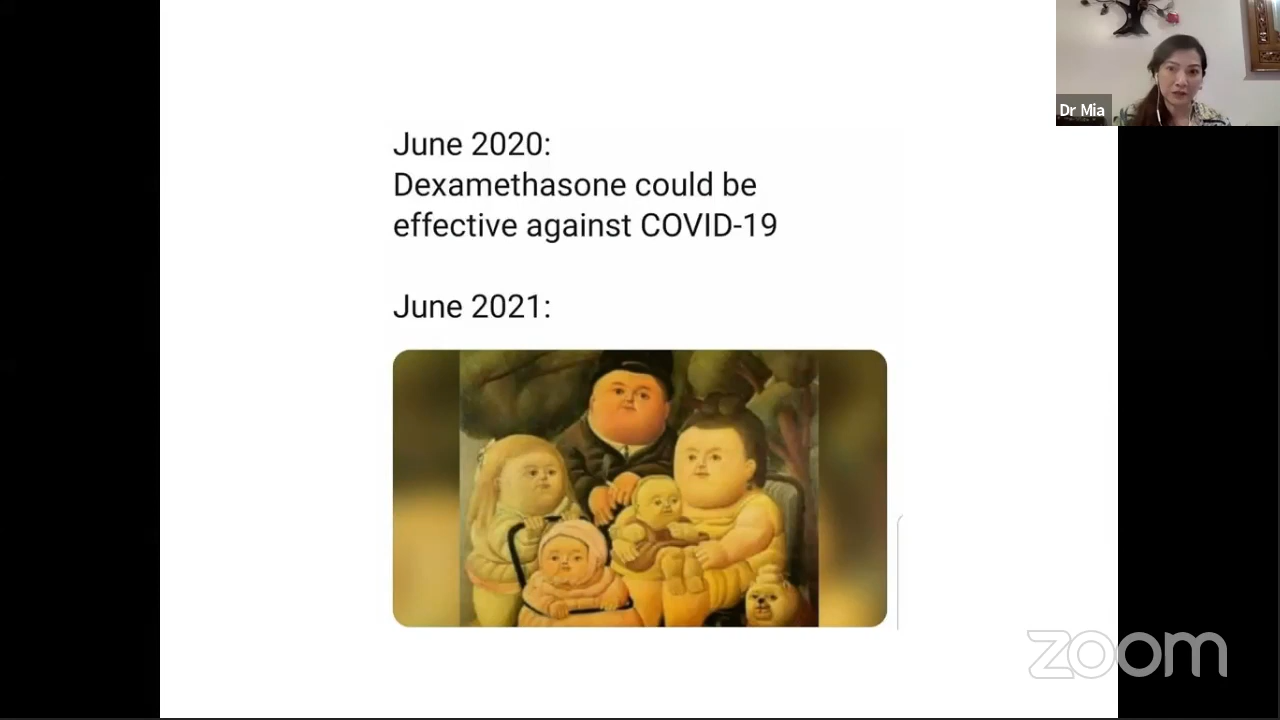 Dr Mia
June 2020:
Dexamethasone could be
effective against COVID-19
June 2021:
zoom